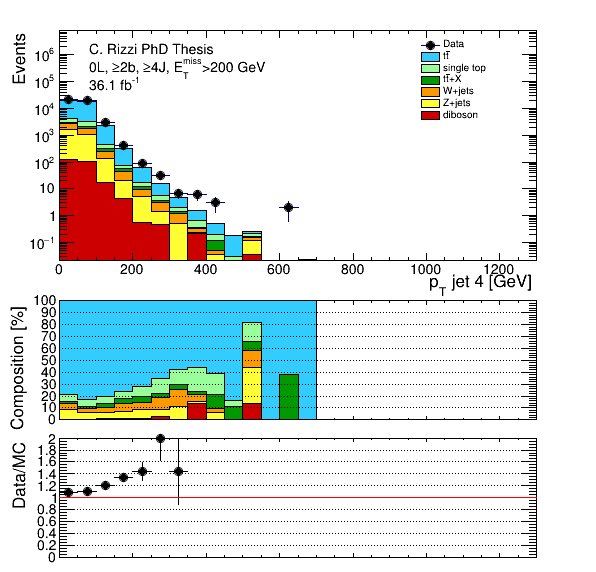 Events
C. Rizzi PhD Thesis
0L, ≥2b, ≥4J, E_T^miss>200 GeV
36.1 fb⁻¹
Data
tt̄
single top
tt̄+X
W+jets
Z+jets
diboson
10⁶
10⁵
10⁴
10³
10²
10
1
10⁻¹
0 200 400 600 800 1000 1200
p_T jet 4 [GeV]
Composition [%]
100
90
80
70
60
50
40
30
20
10
0
Data/MC
2
1.8
1.6
1.4
1.2
1
0.8
0.6
0.4
0.2
0